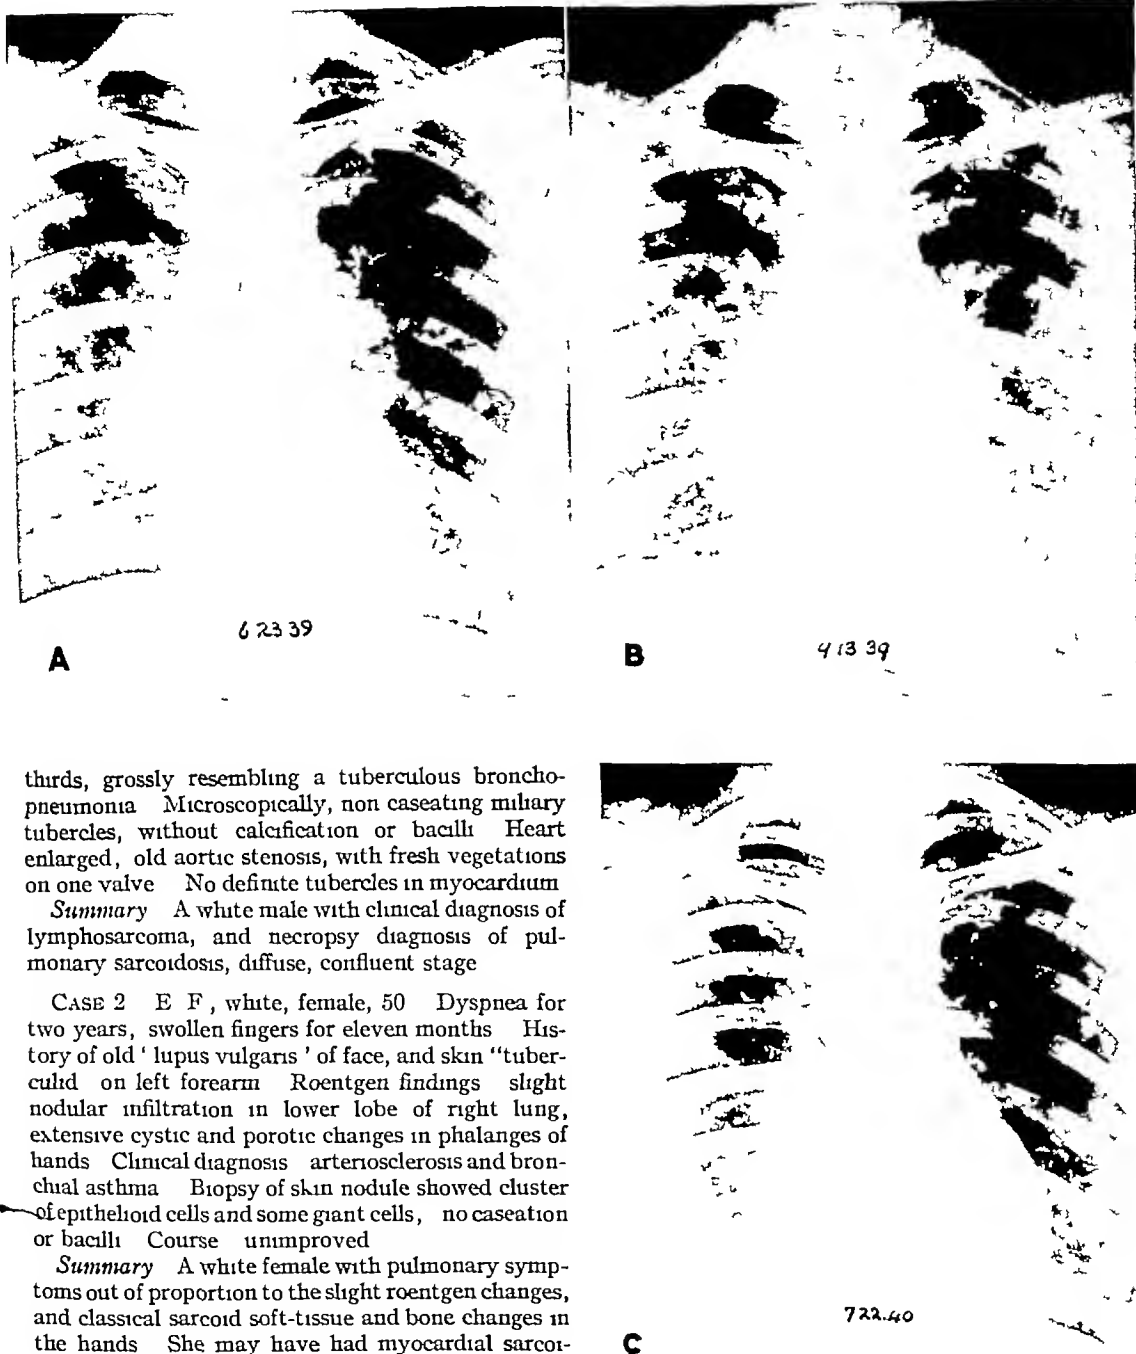 6 23 39
A
4 13 39
B
thirds, grossly resembling a tuberculous broncho-
pneumonia Microscopically, non caseating miliary
tubercles, without calcification or bacilli Heart
enlarged, old aortic stenosis, with fresh vegetations
on one valve No definite tubercles in myocardium
Summary A white male with clinical diagnosis of
lymphosarcoma, and necropsy diagnosis of pul-
monary sarcoidosis, diffuse, confluent stage
CASE 2 E F, white, female, 50 Dyspnea for
two years, swollen fingers for eleven months His-
tory of old ' lupus vulgaris ' of face, and skin "tuber-
culid on left forearm Roentgen findings slight
nodular infiltration in lower lobe of right lung,
extensive cystic and porotic changes in phalanges of
hands Clinical diagnosis arteriosclerosis and bron-
chial asthma Biopsy of skin nodule showed cluster
of epithelioid cells and some giant cells, no caseation
or bacilli Course unimproved
Summary A white female with pulmonary symp-
toms out of proportion to the slight roentgen changes,
and classical sarcoid soft-tissue and bone changes in
the hands She may have had myocardial sarcoi-
7 22.40
C